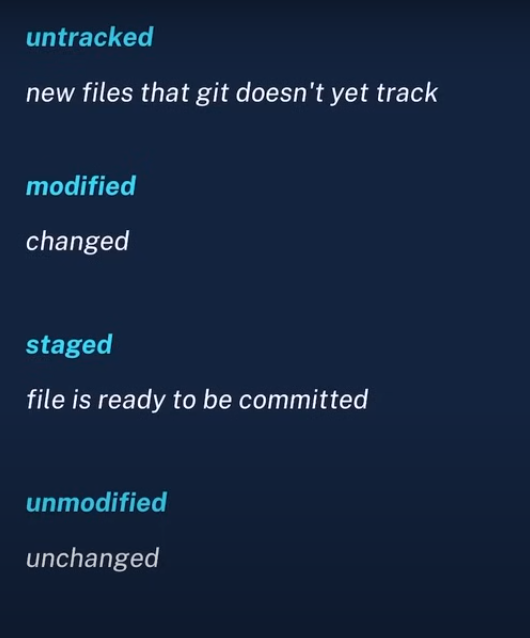 untracked
new files that git doesn't yet track
modified
changed
staged
file is ready to be committed
unmodified
unchanged